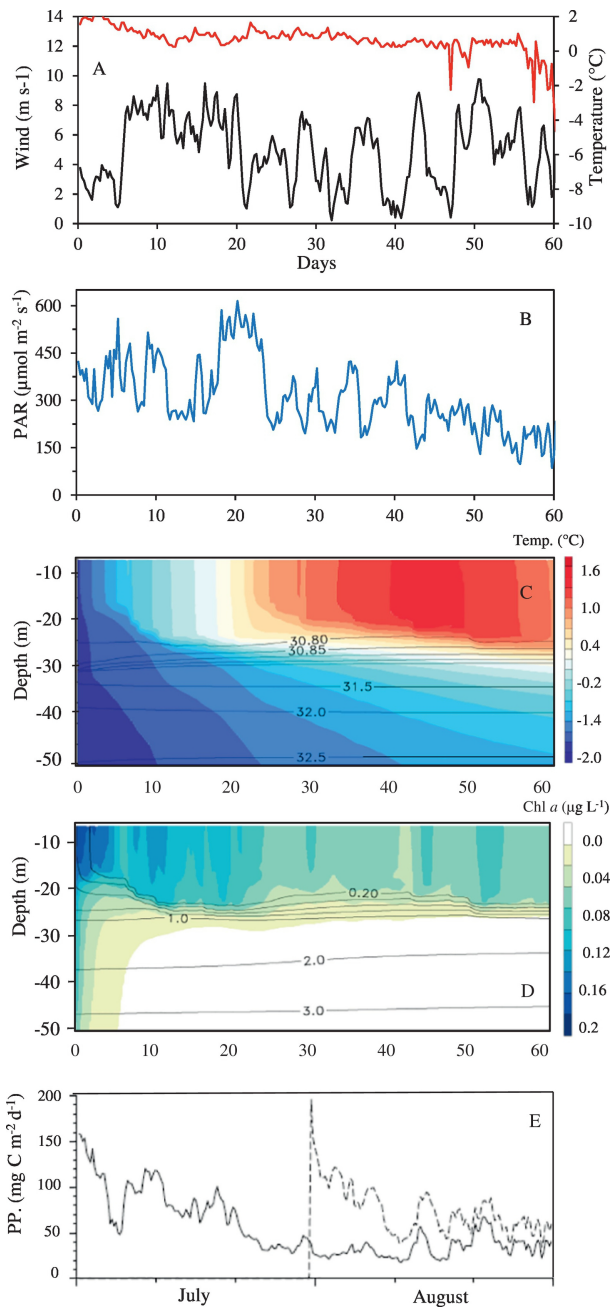 14
12
10
8
6
4
2
0
Wind (m s-1)
A
2
0
-2
-4
-6
-8
-10
Temperature (°C)
0 10 20 30 40 50 60
Days
600
450
300
150
0
PAR (µmol m-2 s-1)
B
0 10 20 30 40 50 60
Temp. (°C)
-10
-20
-30
-40
-50
Depth (m)
C
30.80
30.85
31.5
32.0
32.5
1.6
1.0
0.4
-0.2
-1.4
-2.0
0 10 20 30 40 50 60
Chl a (µg L-1)
-10
-20
-30
-40
-50
Depth (m)
0.20
1.0
2.0
3.0
D
0.0
0.04
0.08
0.12
0.16
0.2
0 10 20 30 40 50 60
200
150
100
50
0
PP. (mg C m-2 d-1)
E
July August